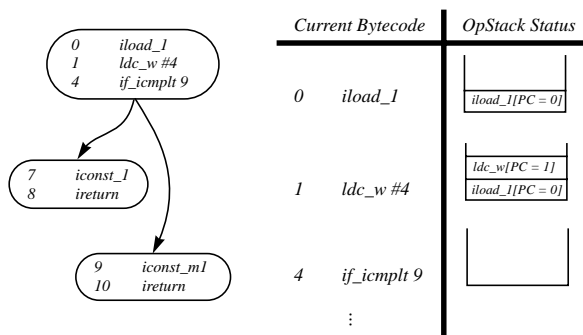 0 iload_1
1 ldc_w #4
4 if_icmplt 9
7 iconst_1
8 ireturn
9 iconst_m1
10 ireturn
Current Bytecode OpStack Status
0 iload_1
iload_1[PC = 0]
1 ldc_w #4
ldc_w[PC = 1]
iload_1[PC = 0]
4 if_icmplt 9
⋮